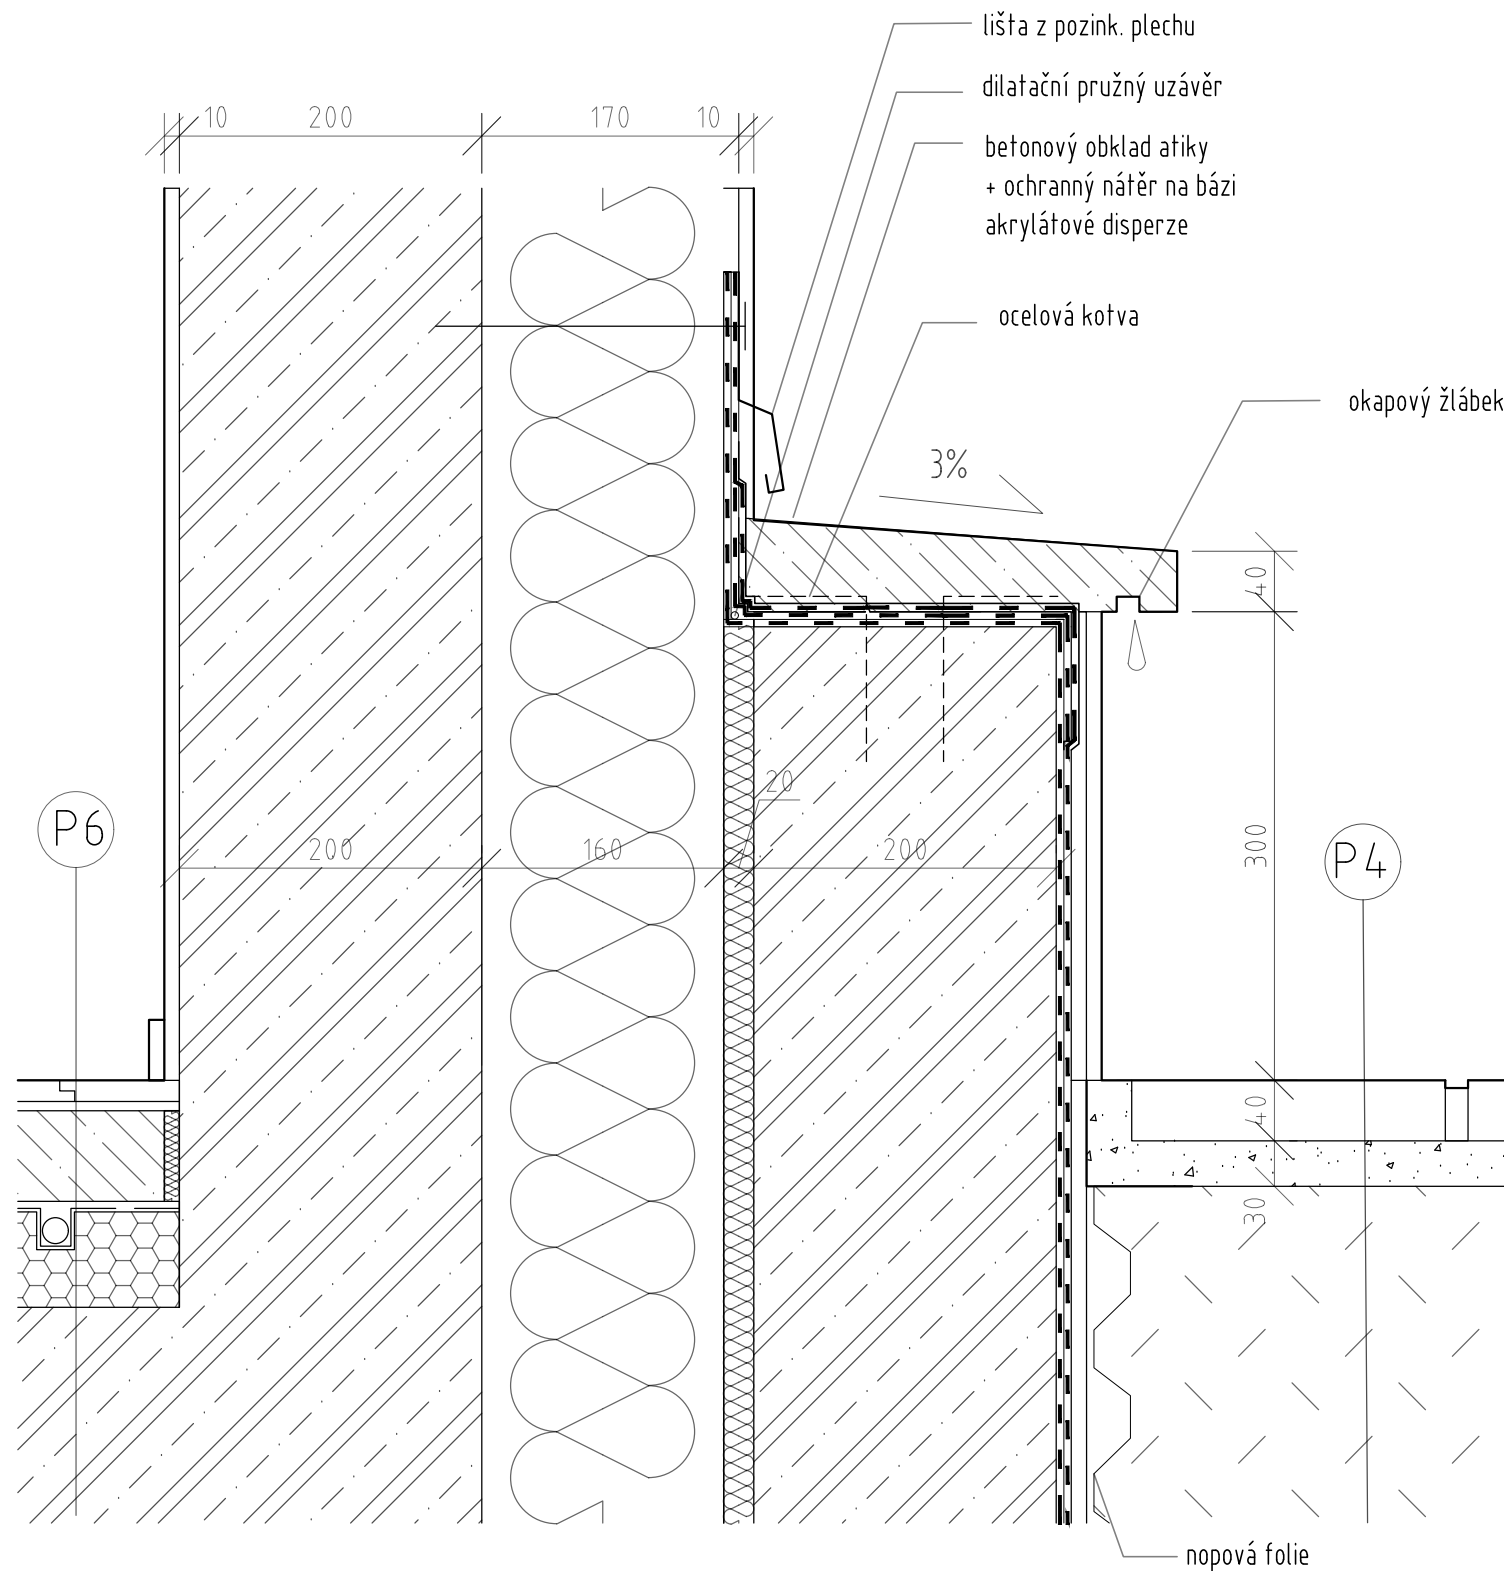 lišta z pozink. plechu
dilatační pružný uzávěr
10 200 170 10
betonový obklad atiky
+ ochranný nátěr na bázi
akrylátové disperze
ocelová kotva
okapový žlábek
3%
40
20
P6
200 160 200
300
P4
40
30
nopová folie